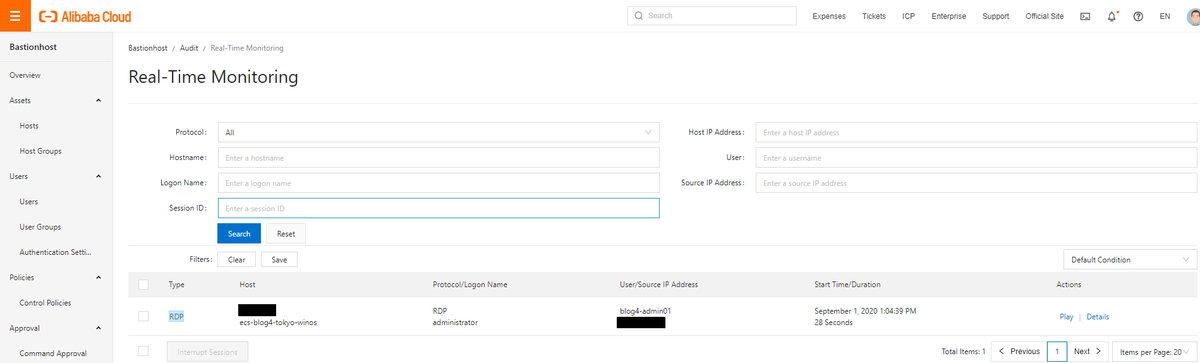 Alibaba Cloud
Search
Expenses Tickets ICP Enterprise Support Official Site EN
Bastionhost
Bastionhost / Audit / Real-Time Monitoring
Overview
Real-Time Monitoring
Assets
Hosts
Host Groups
Users
Users
User Groups
Authentication Setti...
Policies
Control Policies
Approval
Command Approval
Protocol: All
Host IP Address: Enter a host IP address
Hostname: Enter a hostname
User: Enter a username
Logon Name: Enter a logon name
Source IP Address: Enter a source IP address
Session ID: Enter a session ID
Search Reset
Filters: Clear Save
Default Condition
Type Host Protocol/Logon Name User/Source IP Address Start Time/Duration Actions
RDP
ecs-blog4-tokyo-winos
RDP
administrator
blog4-admin01
September 1, 2020 1:04:39 PM
28 Seconds
Play | Details
Interrupt Sessions
Total Items: 1 < Previous 1 Next > Items per Page: 20